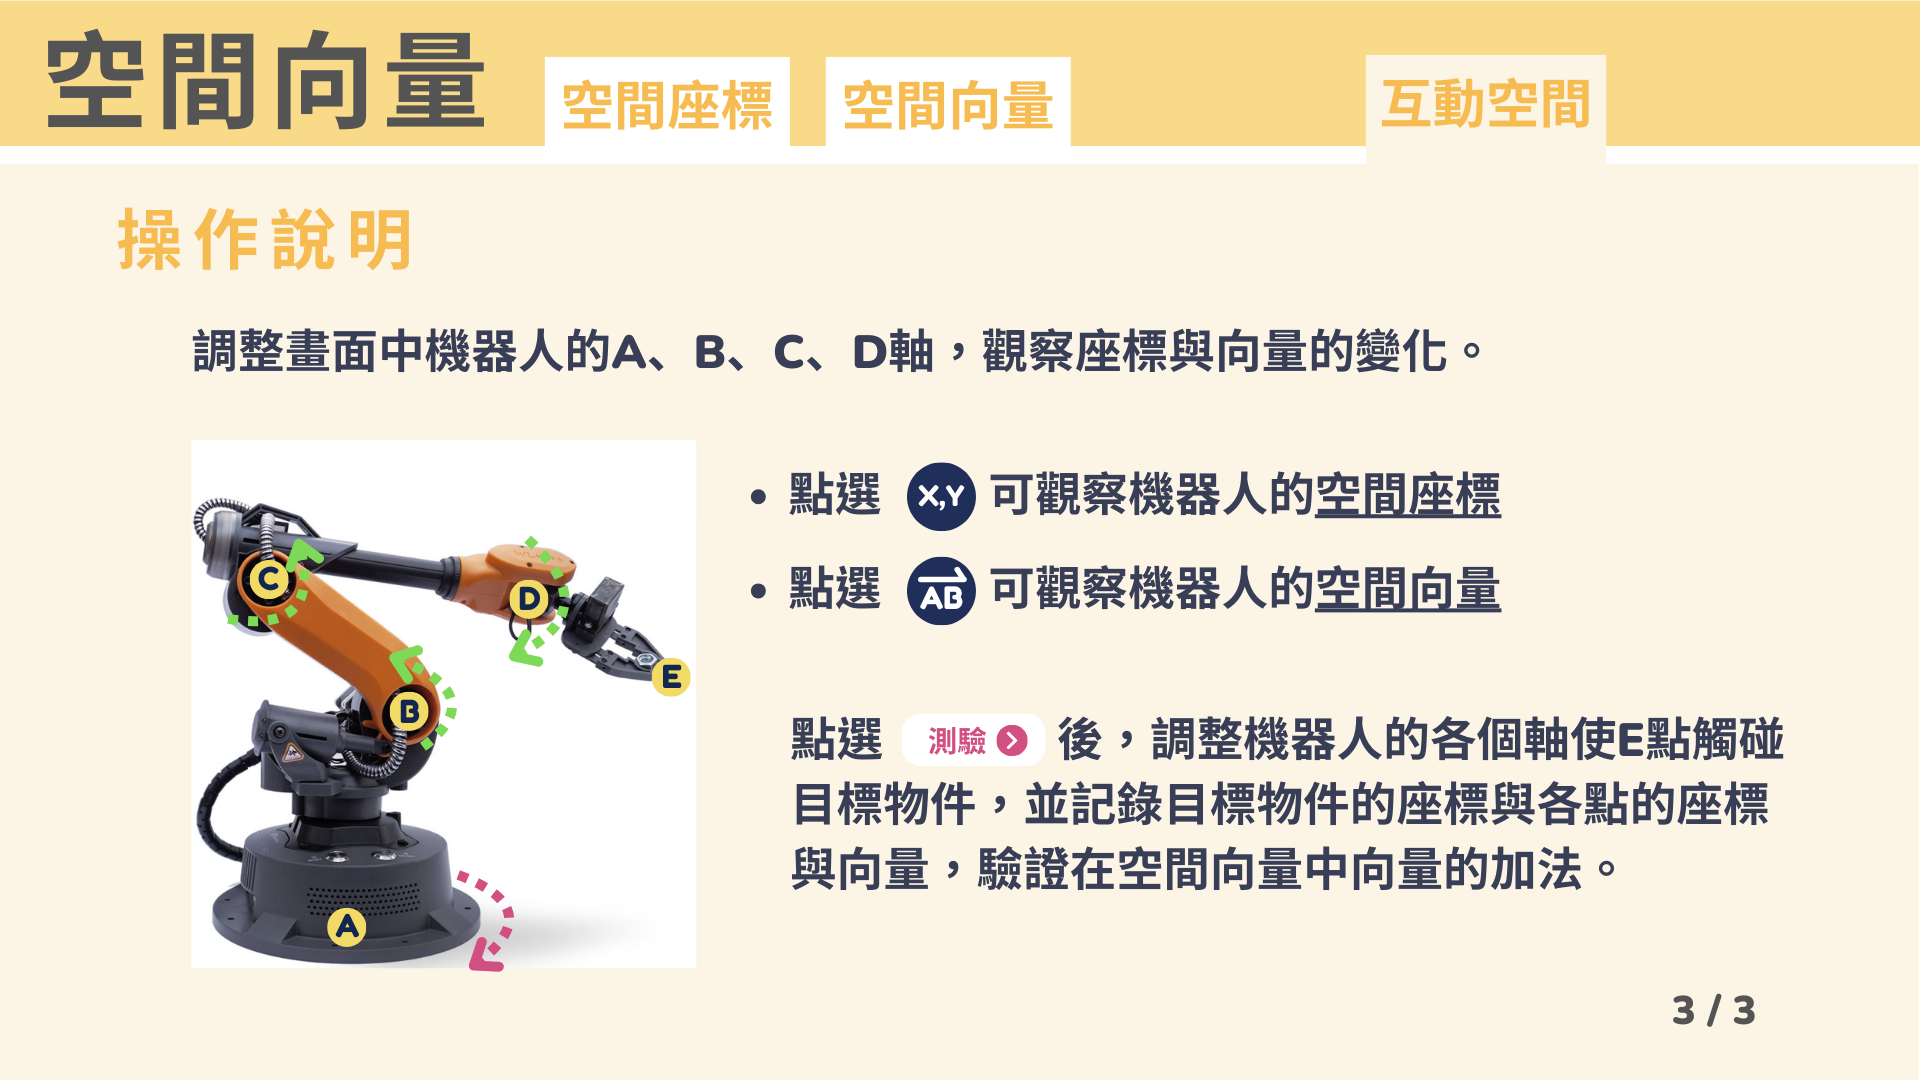 空間向量
空間座標
空間向量
互動空間
操作說明
調整畫面中機器人的A、B、C、D軸，觀察座標與向量的變化。
• 點選 X,Y 可觀察機器人的空間座標
• 點選 AB 可觀察機器人的空間向量
C
D
E
B
A
點選 測驗 後，調整機器人的各個軸使E點觸碰
目標物件，並記錄目標物件的座標與各點的座標
與向量，驗證在空間向量中向量的加法。
3 / 3